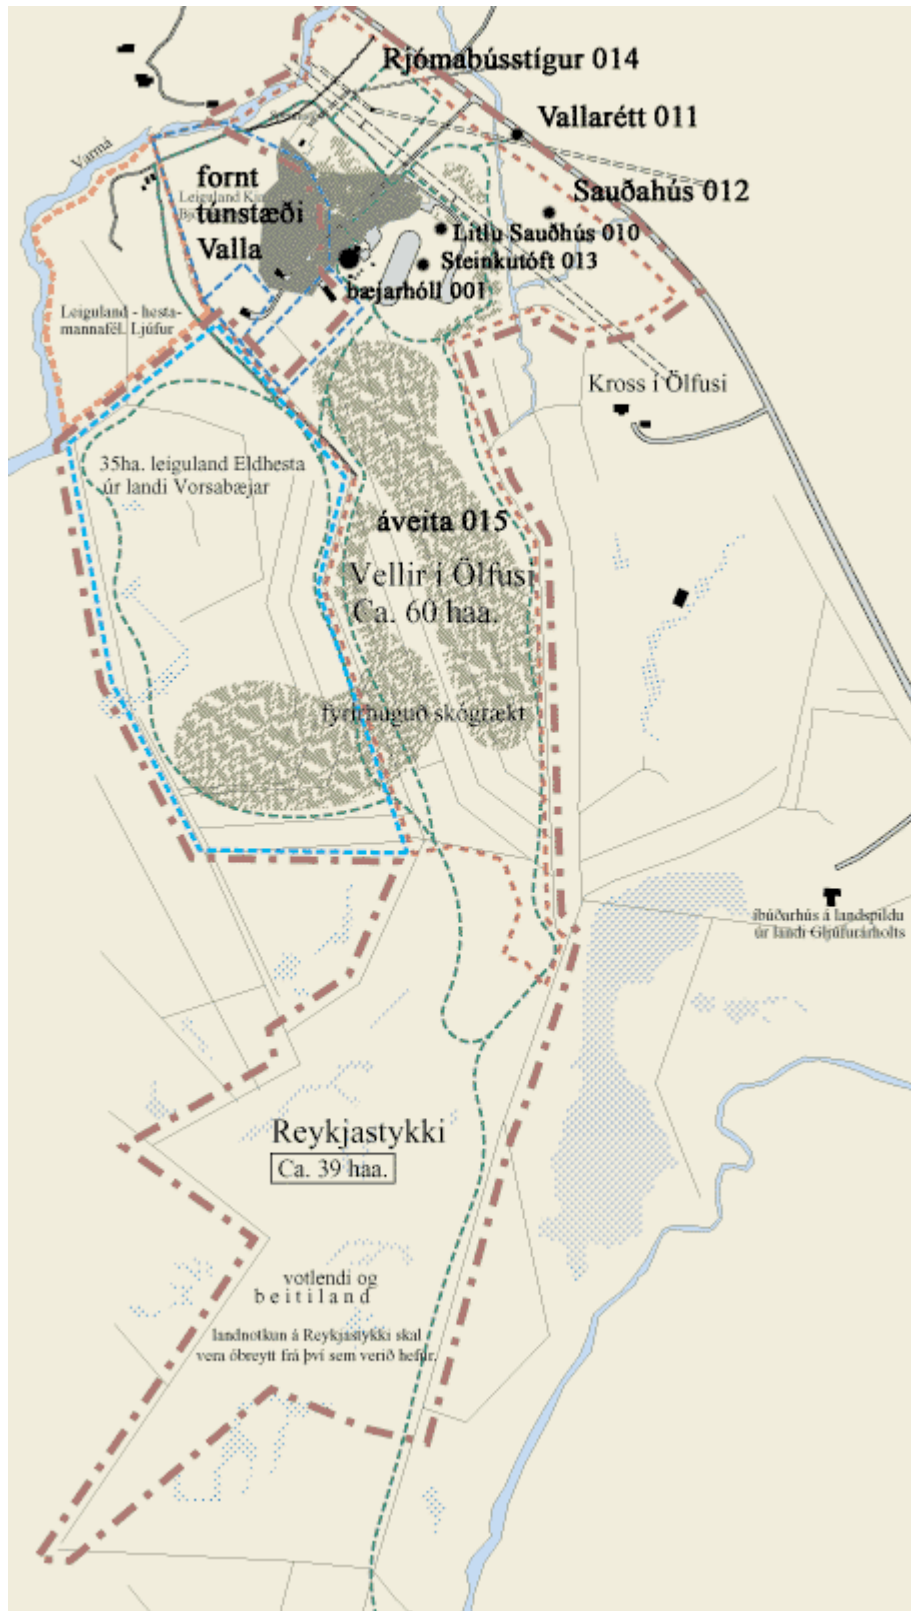 Rjómabússtígur 014
Vallarétt 011
Varmá
fornt
túnstæði
Valla
Leiguland
Sauðahús 012
Litlu Sauðhús 010
Steinkutóft 013
bæjarhóll 001
Leiguland - hesta-
mannafél. Ljúfur
Kross í Ölfusi
35ha. leiguland Eldhesta
úr landi Vorsabæjar
áveita 015
Vellir í Ölfusi
Ca. 60 haa.
fyrirhuguð skógrækt
íbúðarhús á landspildu
úr landi Gljúfurárholts
Reykjastykki
Ca. 39 haa.
votlendi og
beitiland
landnotkun á Reykjastykki skal
vera óbreytt frá því sem verið hefur.